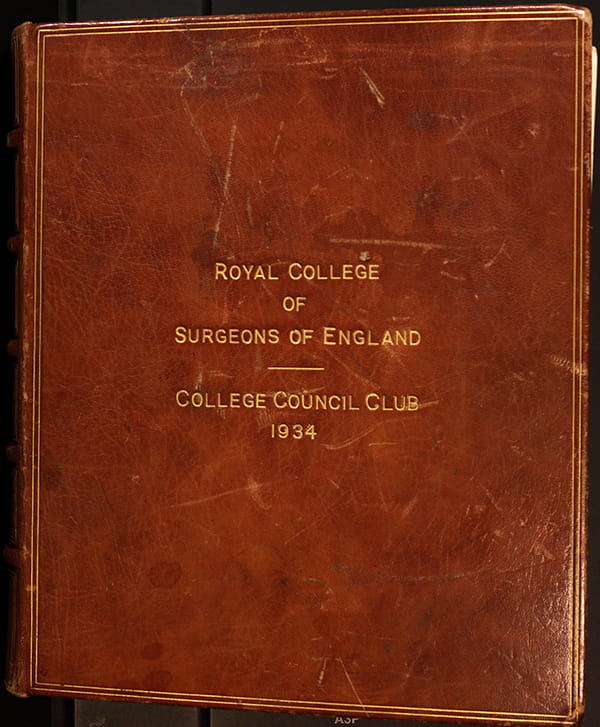 ROYAL COLLEGE
OF
SURGEONS OF ENGLAND
COLLEGE COUNCIL CLUB
1934